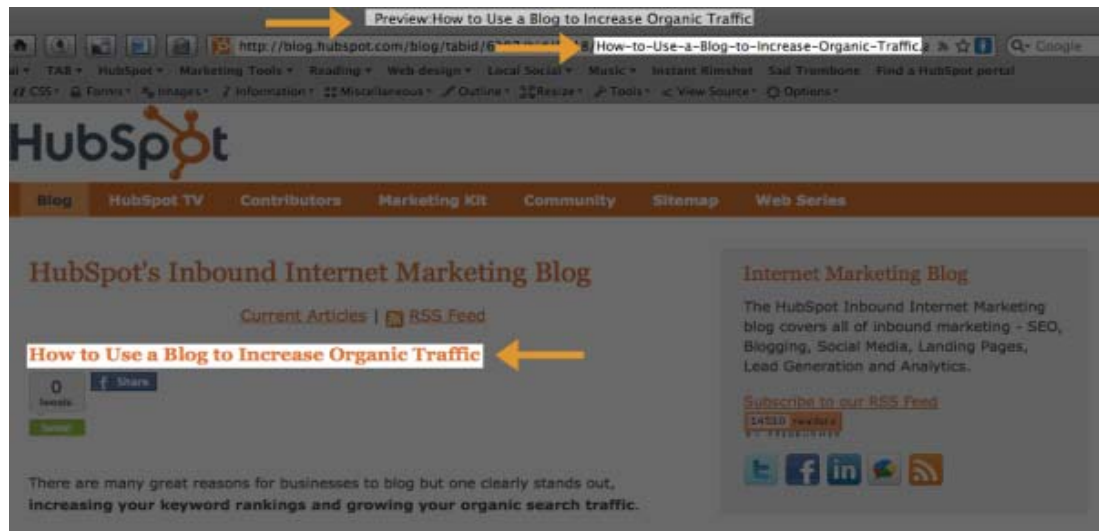 Preview:How to Use a Blog to Increase Organic Traffic
http://blog.hubspot.com/blog/tabid/ How-to-Use-a-Blog-to-Increase-Organic-Traffic.a Google
TAB HubSpot Marketing Tools Reading Web design Local Social Music Instant Rimshot Sad Trombone Find a HubSpot portal
CSS Forms Images Information Miscellaneous Outline Resize Tools View Source Options
HubSpot
Blog HubSpot TV Contributors Marketing Kit Community Sitemap Web Series
HubSpot's Inbound Internet Marketing Blog
Current Articles | RSS Feed
How to Use a Blog to Increase Organic Traffic
0
tweets
Share
There are many great reasons for businesses to blog but one clearly stands out,
increasing your keyword rankings and growing your organic search traffic.
Internet Marketing Blog
The HubSpot Inbound Internet Marketing
blog covers all of inbound marketing - SEO,
Blogging, Social Media, Landing Pages,
Lead Generation and Analytics.
Subscribe to our RSS Feed
readers
BY FEEDBURNER